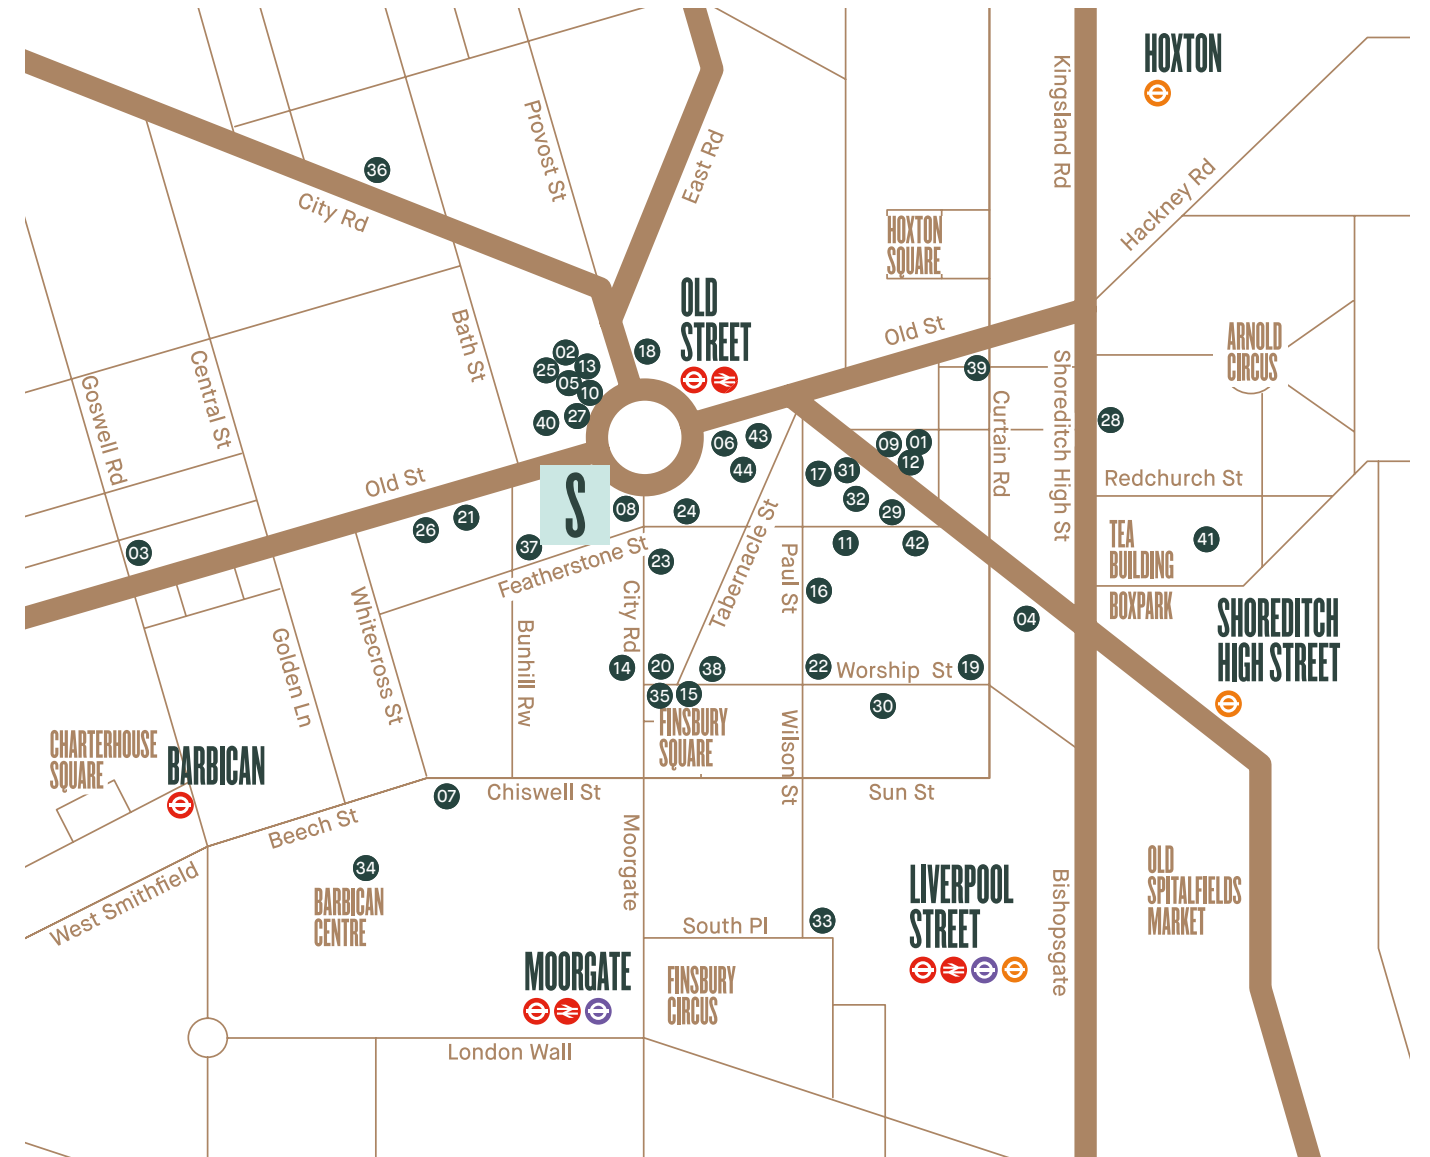 HOXTON
Kingsland Rd
Provost St
East Rd
36
City Rd
Hackney Rd
HOXTON
SQUARE
OLD
STREET
Old St
Bath St
ARNOLD
CIRCUS
02
18
13
25
05
10
39
Goswell Rd
Central St
Shoreditch High St
Curtain Rd
27
40
28
06
43
09
01
12
44
17
31
Redchurch St
Old St
S
32
08
24
29
21
26
TEA
BUILDING
41
37
03
11
42
Featherstone St
23
Tabernacle St
Paul St
16
City Rd
BOXPARK
SHOREDITCH
HIGH STREET
04
Whitecross St
Bunhill Rw
Golden Ln
14
20
38
22
Worship St
19
35
15
30
FINSBURY
SQUARE
Wilson St
CHARTERHOUSE
SQUARE
BARBICAN
07
Chiswell St
Sun St
Beech St
Moorgate
34
BARBICAN
CENTRE
West Smithfield
LIVERPOOL
STREET
Bishopsgate
OLD
SPITALFIELDS
MARKET
South Pl
33
MOORGATE
FINSBURY
CIRCUS
London Wall